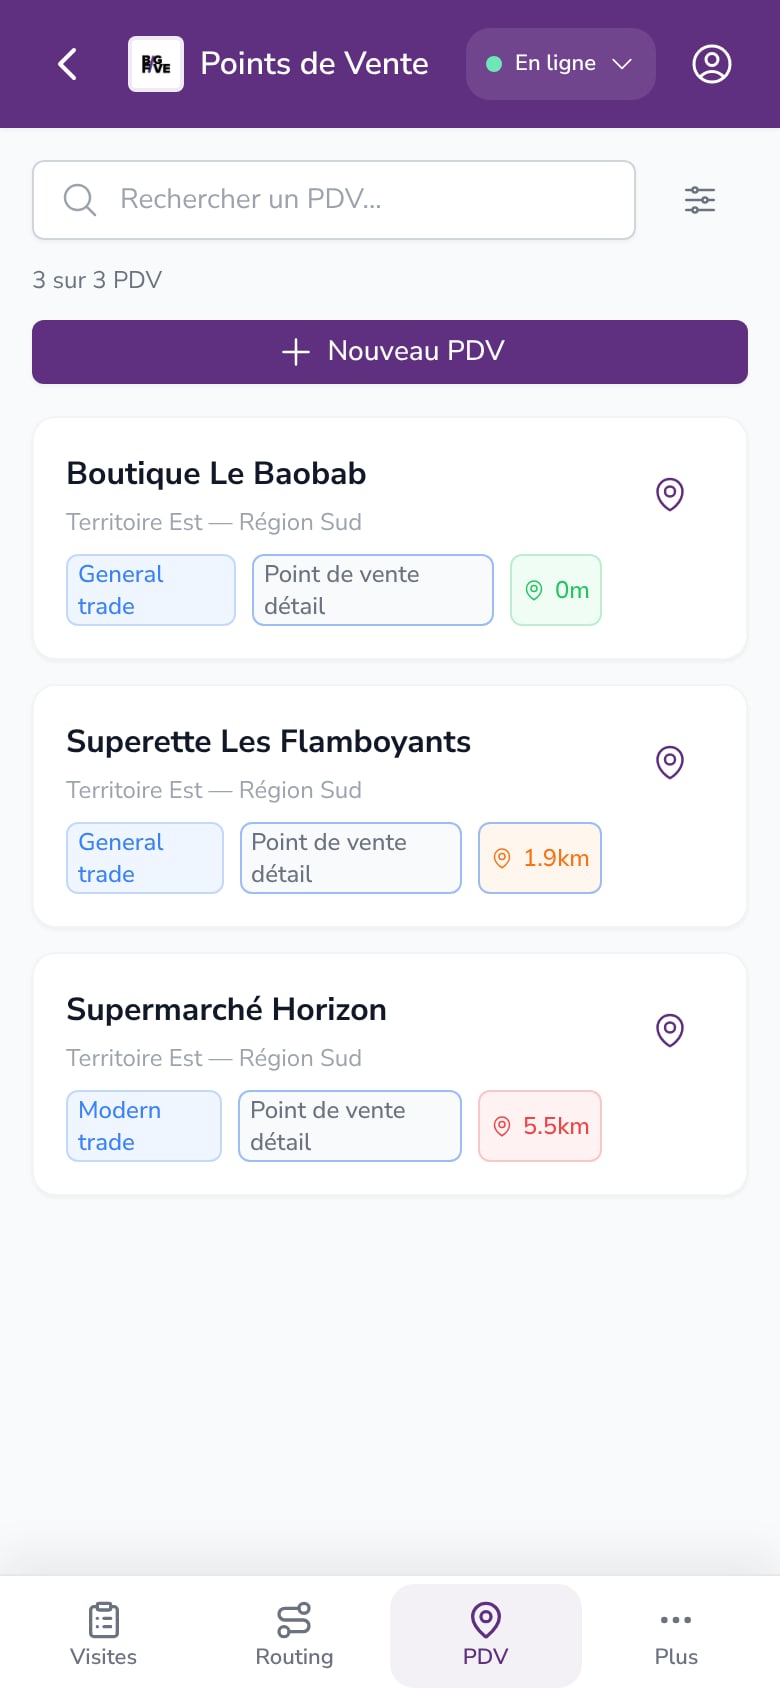 BIG
FIVE
Points de Vente
En ligne
Rechercher un PDV...
3 sur 3 PDV
Nouveau PDV
Boutique Le Baobab
Territoire Est — Région Sud
General
trade
Point de vente
détail
0m
Superette Les Flamboyants
Territoire Est — Région Sud
General
trade
Point de vente
détail
1.9km
Supermarché Horizon
Territoire Est — Région Sud
Modern
trade
Point de vente
détail
5.5km
Visites
Routing
PDV
Plus